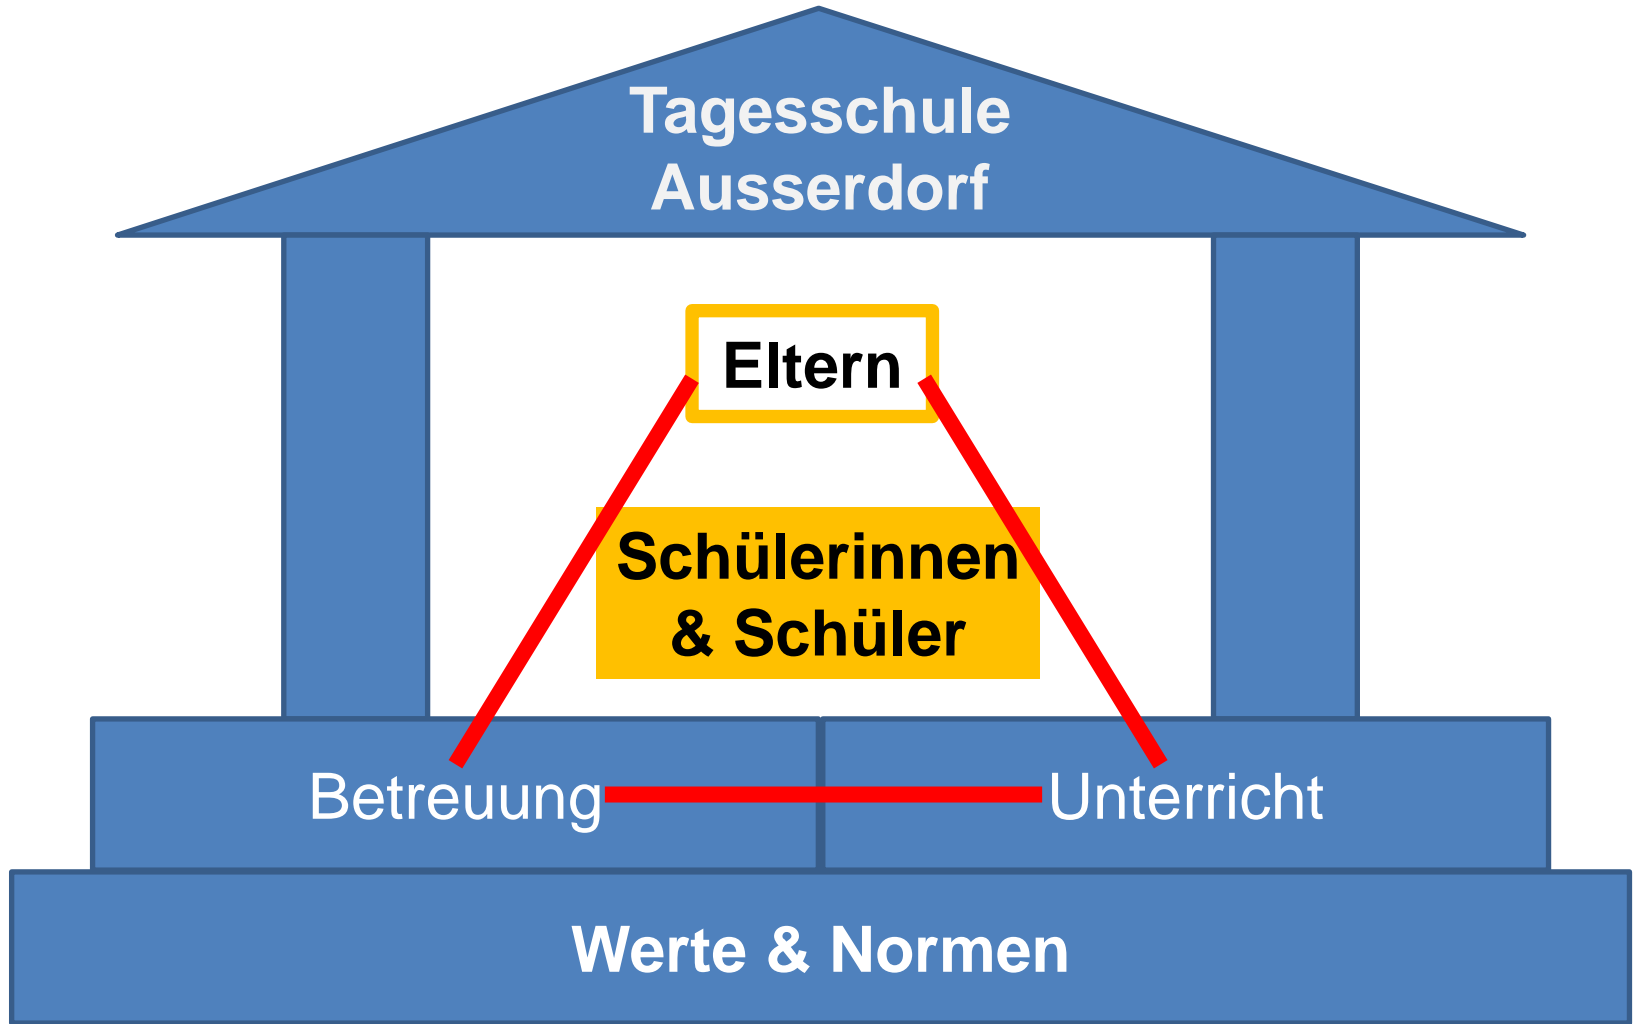 Tagesschule
Ausserdorf
Eltern
Schülerinnen
& Schüler
Betreuung
Unterricht
Werte & Normen